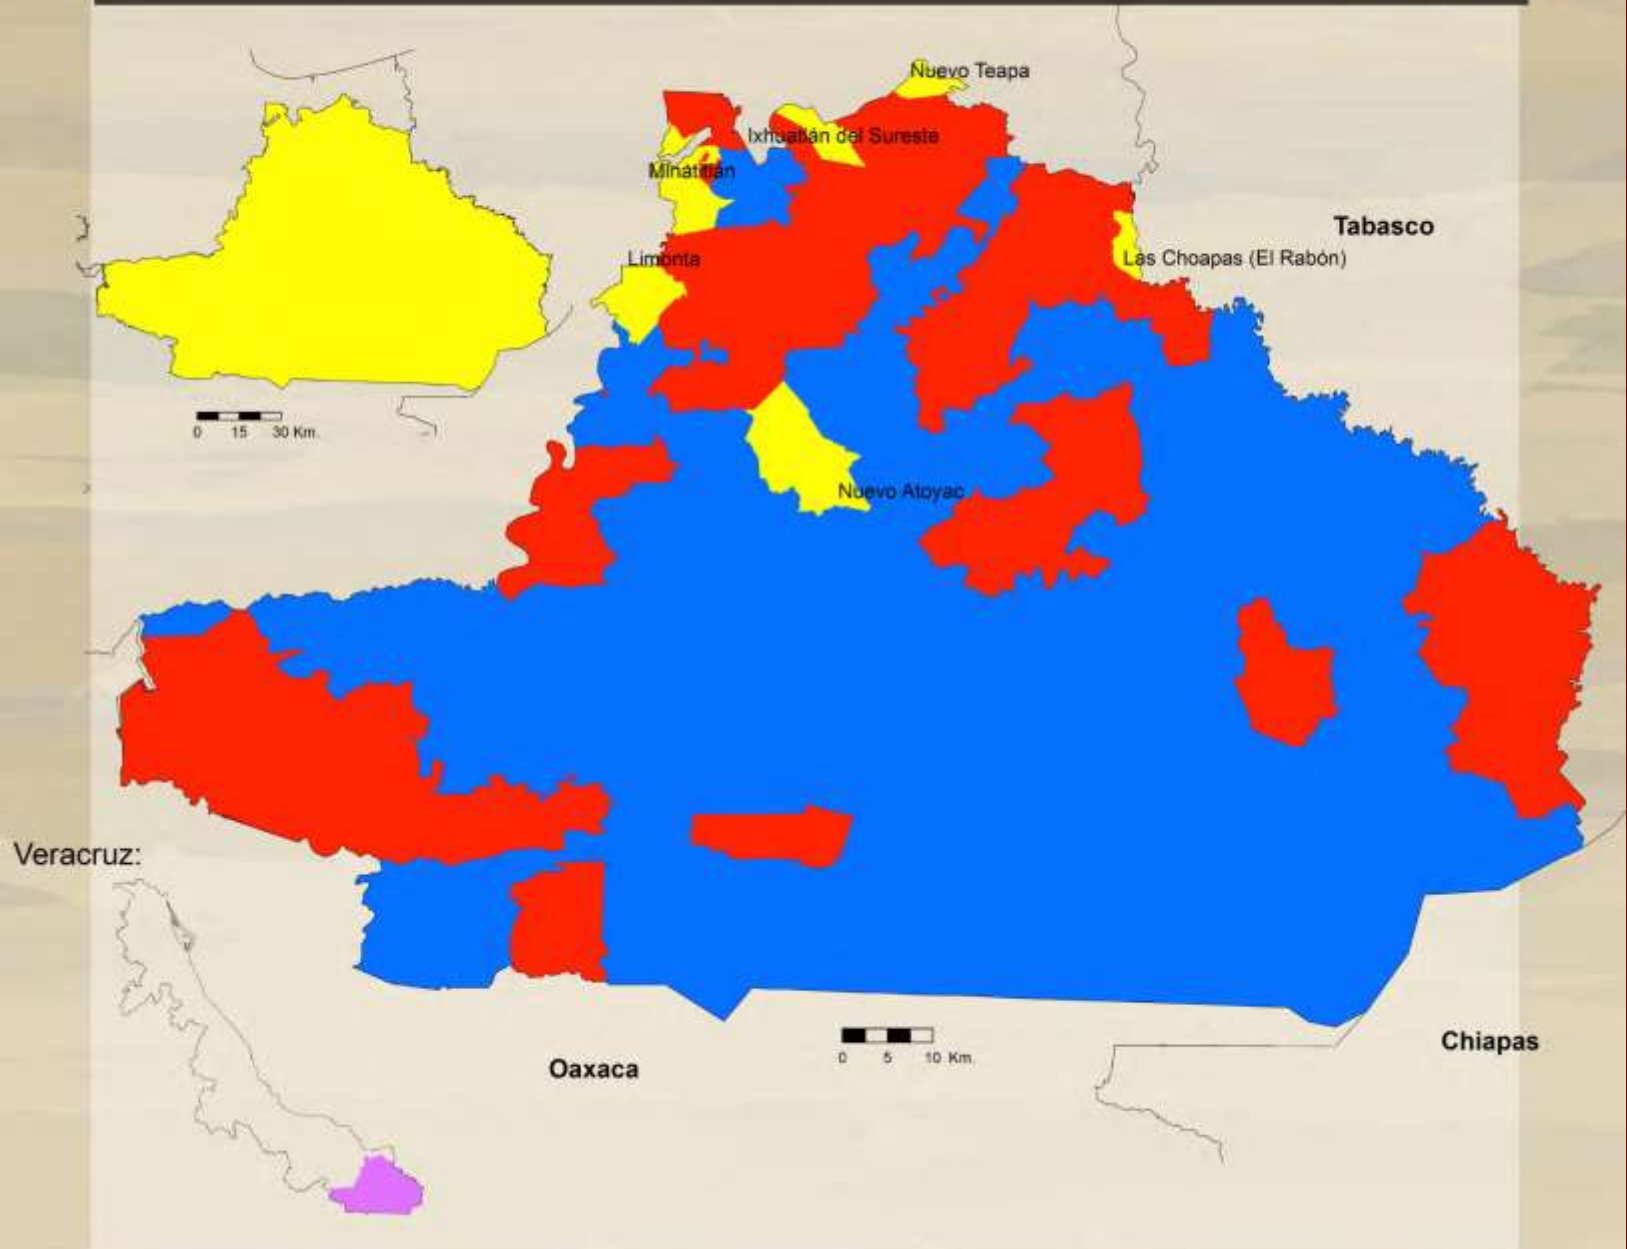 Nuevo Teapa
Ixhuatlán del Sureste
Minatitlán
Tabasco
Limonta
Las Choapas (El Rabón)
0 15 30 Km.
Nuevo Atoyac
Veracruz:
0 5 10 Km.
Oaxaca
Chiapas